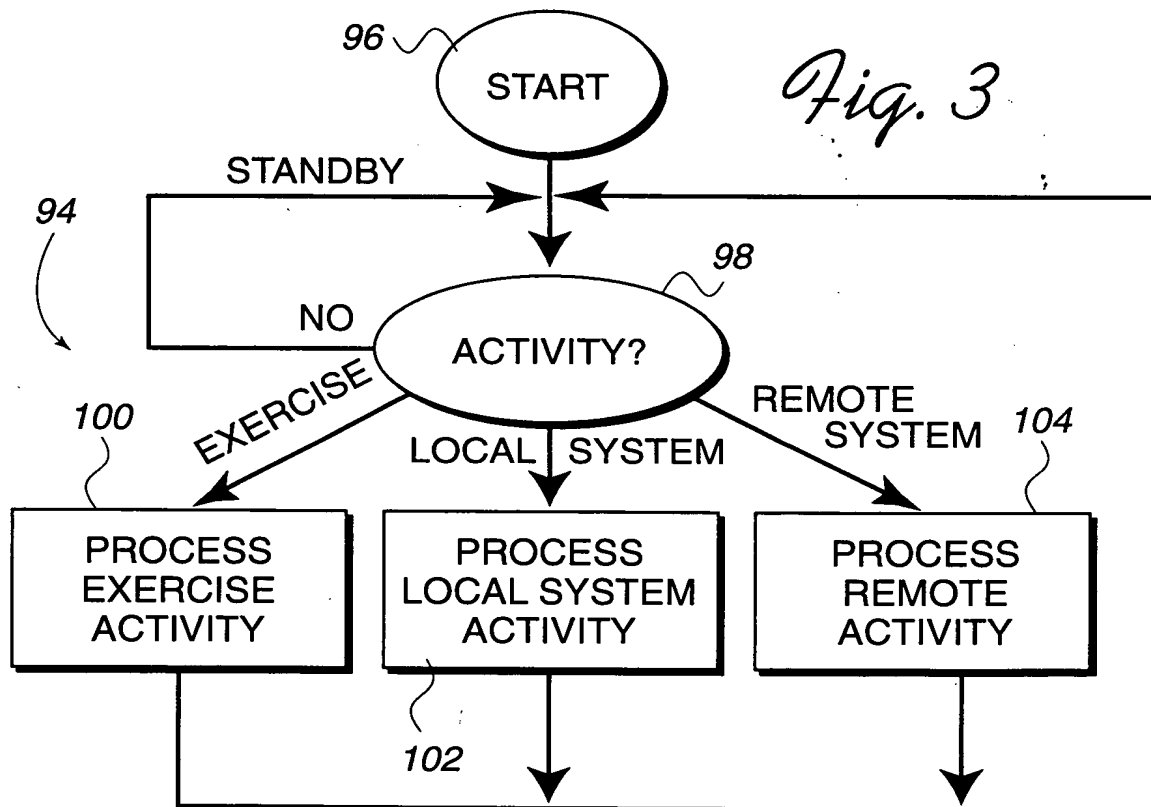 96
START
Fig. 3
STANDBY
94
98
NO
ACTIVITY?
EXERCISE
LOCAL SYSTEM
REMOTE
SYSTEM
100
104
PROCESS
EXERCISE
ACTIVITY
PROCESS
LOCAL SYSTEM
ACTIVITY
PROCESS
REMOTE
ACTIVITY
102